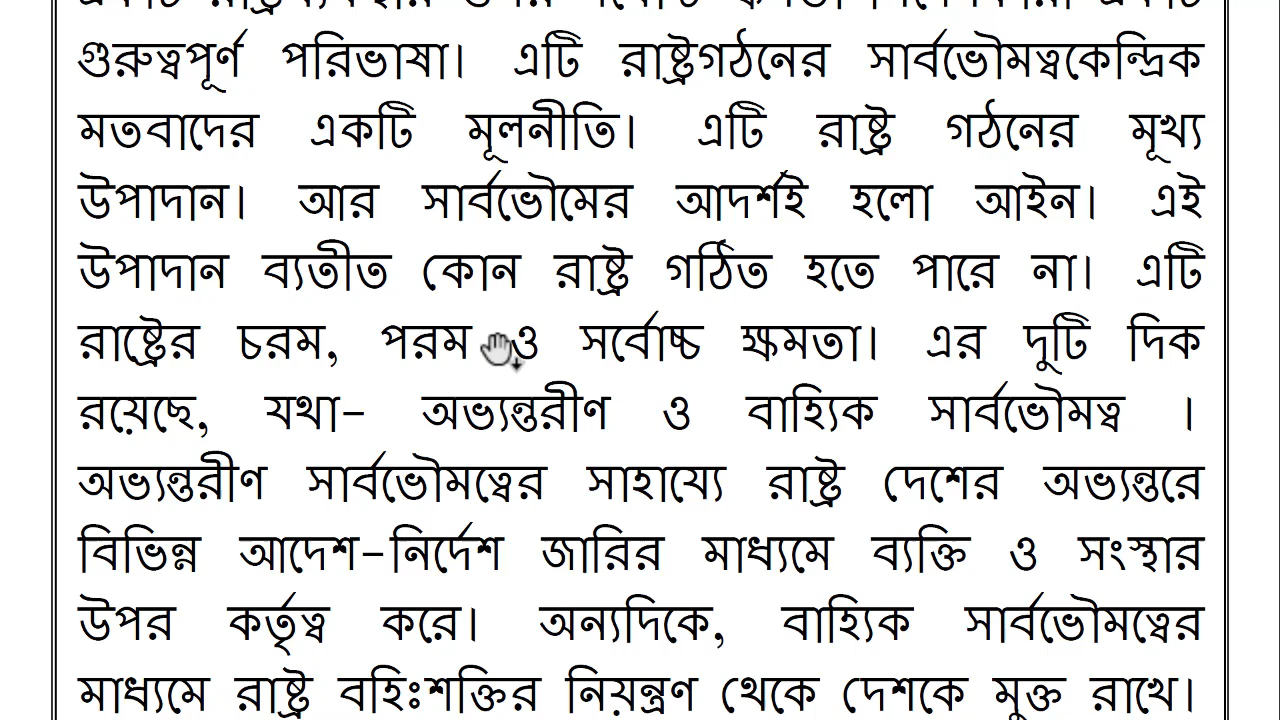 গুরুত্বপূর্ণ পরিভাষা। এটি রাষ্ট্রগঠনের সার্বভৌমত্বকেন্দ্রিক
মতবাদের একটি মূলনীতি। এটি রাষ্ট্র গঠনের মূখ্য
উপাদান। আর সার্বভৌমের আদর্শই হলো আইন। এই
উপাদান ব্যতীত কোন রাষ্ট্র গঠিত হতে পারে না। এটি
রাষ্ট্রের চরম, পরম ও সর্বোচ্চ ক্ষমতা। এর দুটি দিক
রয়েছে, যথা- অভ্যন্তরীণ ও বাহ্যিক সার্বভৌমত্ব ।
অভ্যন্তরীণ সার্বভৌমত্বের সাহায্যে রাষ্ট্র দেশের অভ্যন্তরে
বিভিন্ন আদেশ-নির্দেশ জারির মাধ্যমে ব্যক্তি ও সংস্থার
উপর কর্তৃত্ব করে। অন্যদিকে, বাহ্যিক সার্বভৌমত্বের
মাধ্যমে রাষ্ট্র বহিঃশক্তির নিয়ন্ত্রণ থেকে দেশকে মুক্ত রাখে।